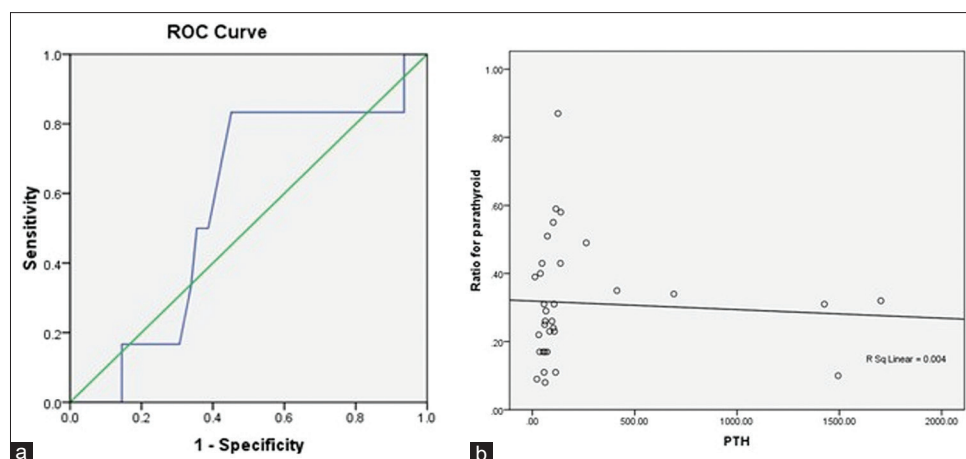 ROC Curve
1.0
0.8
0.6
0.4
0.2
0.0
Sensitivity
0.0 0.2 0.4 0.6 0.8 1.0
1 - Specificity
a
1.00
.80
.60
.40
.20
.00
Ratio for parathyroid
R Sq Linear = 0.004
.00 500.00 1000.00 1500.00 2000.00
PTH
b